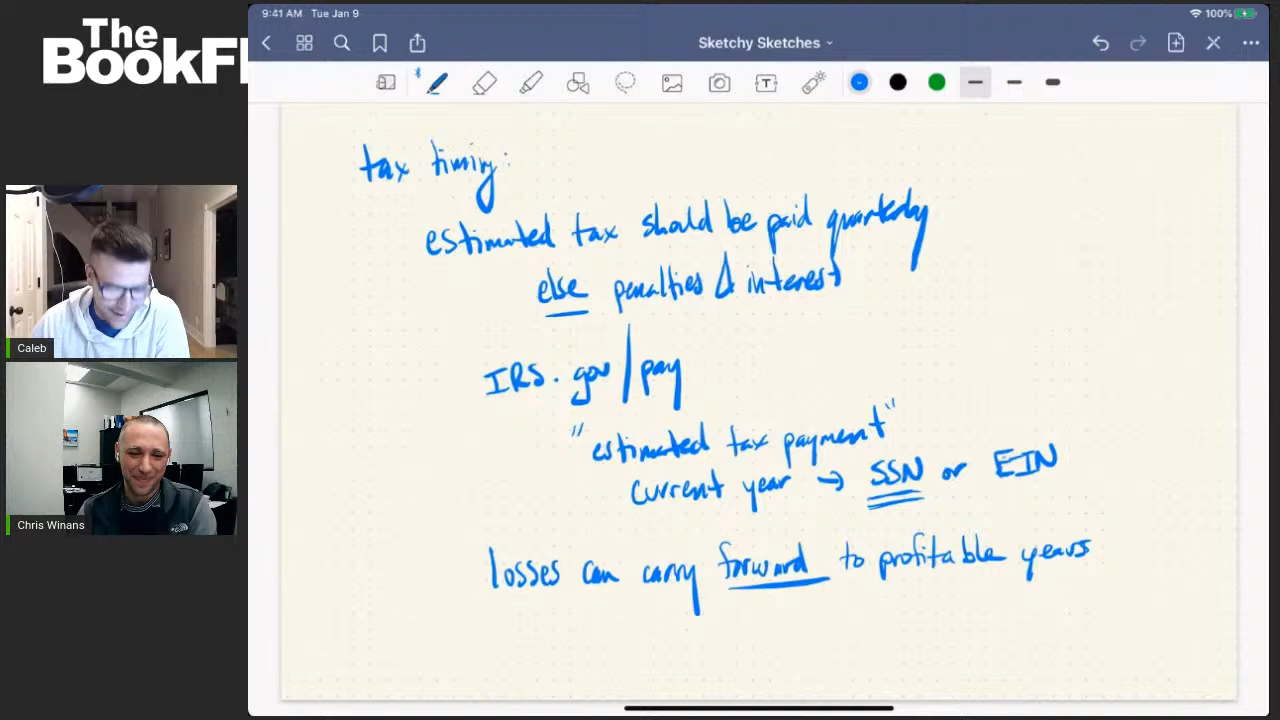 The
BookFl
9:41 AM Tue Jan 9
100%
Sketchy Sketches
tax timing:
estimated tax should be paid quarterly
else penalties & interest
IRS.gov/pay
"estimated tax payment"
current year → SSN or EIN
losses can carry forward to profitable years
Caleb
Chris Winans